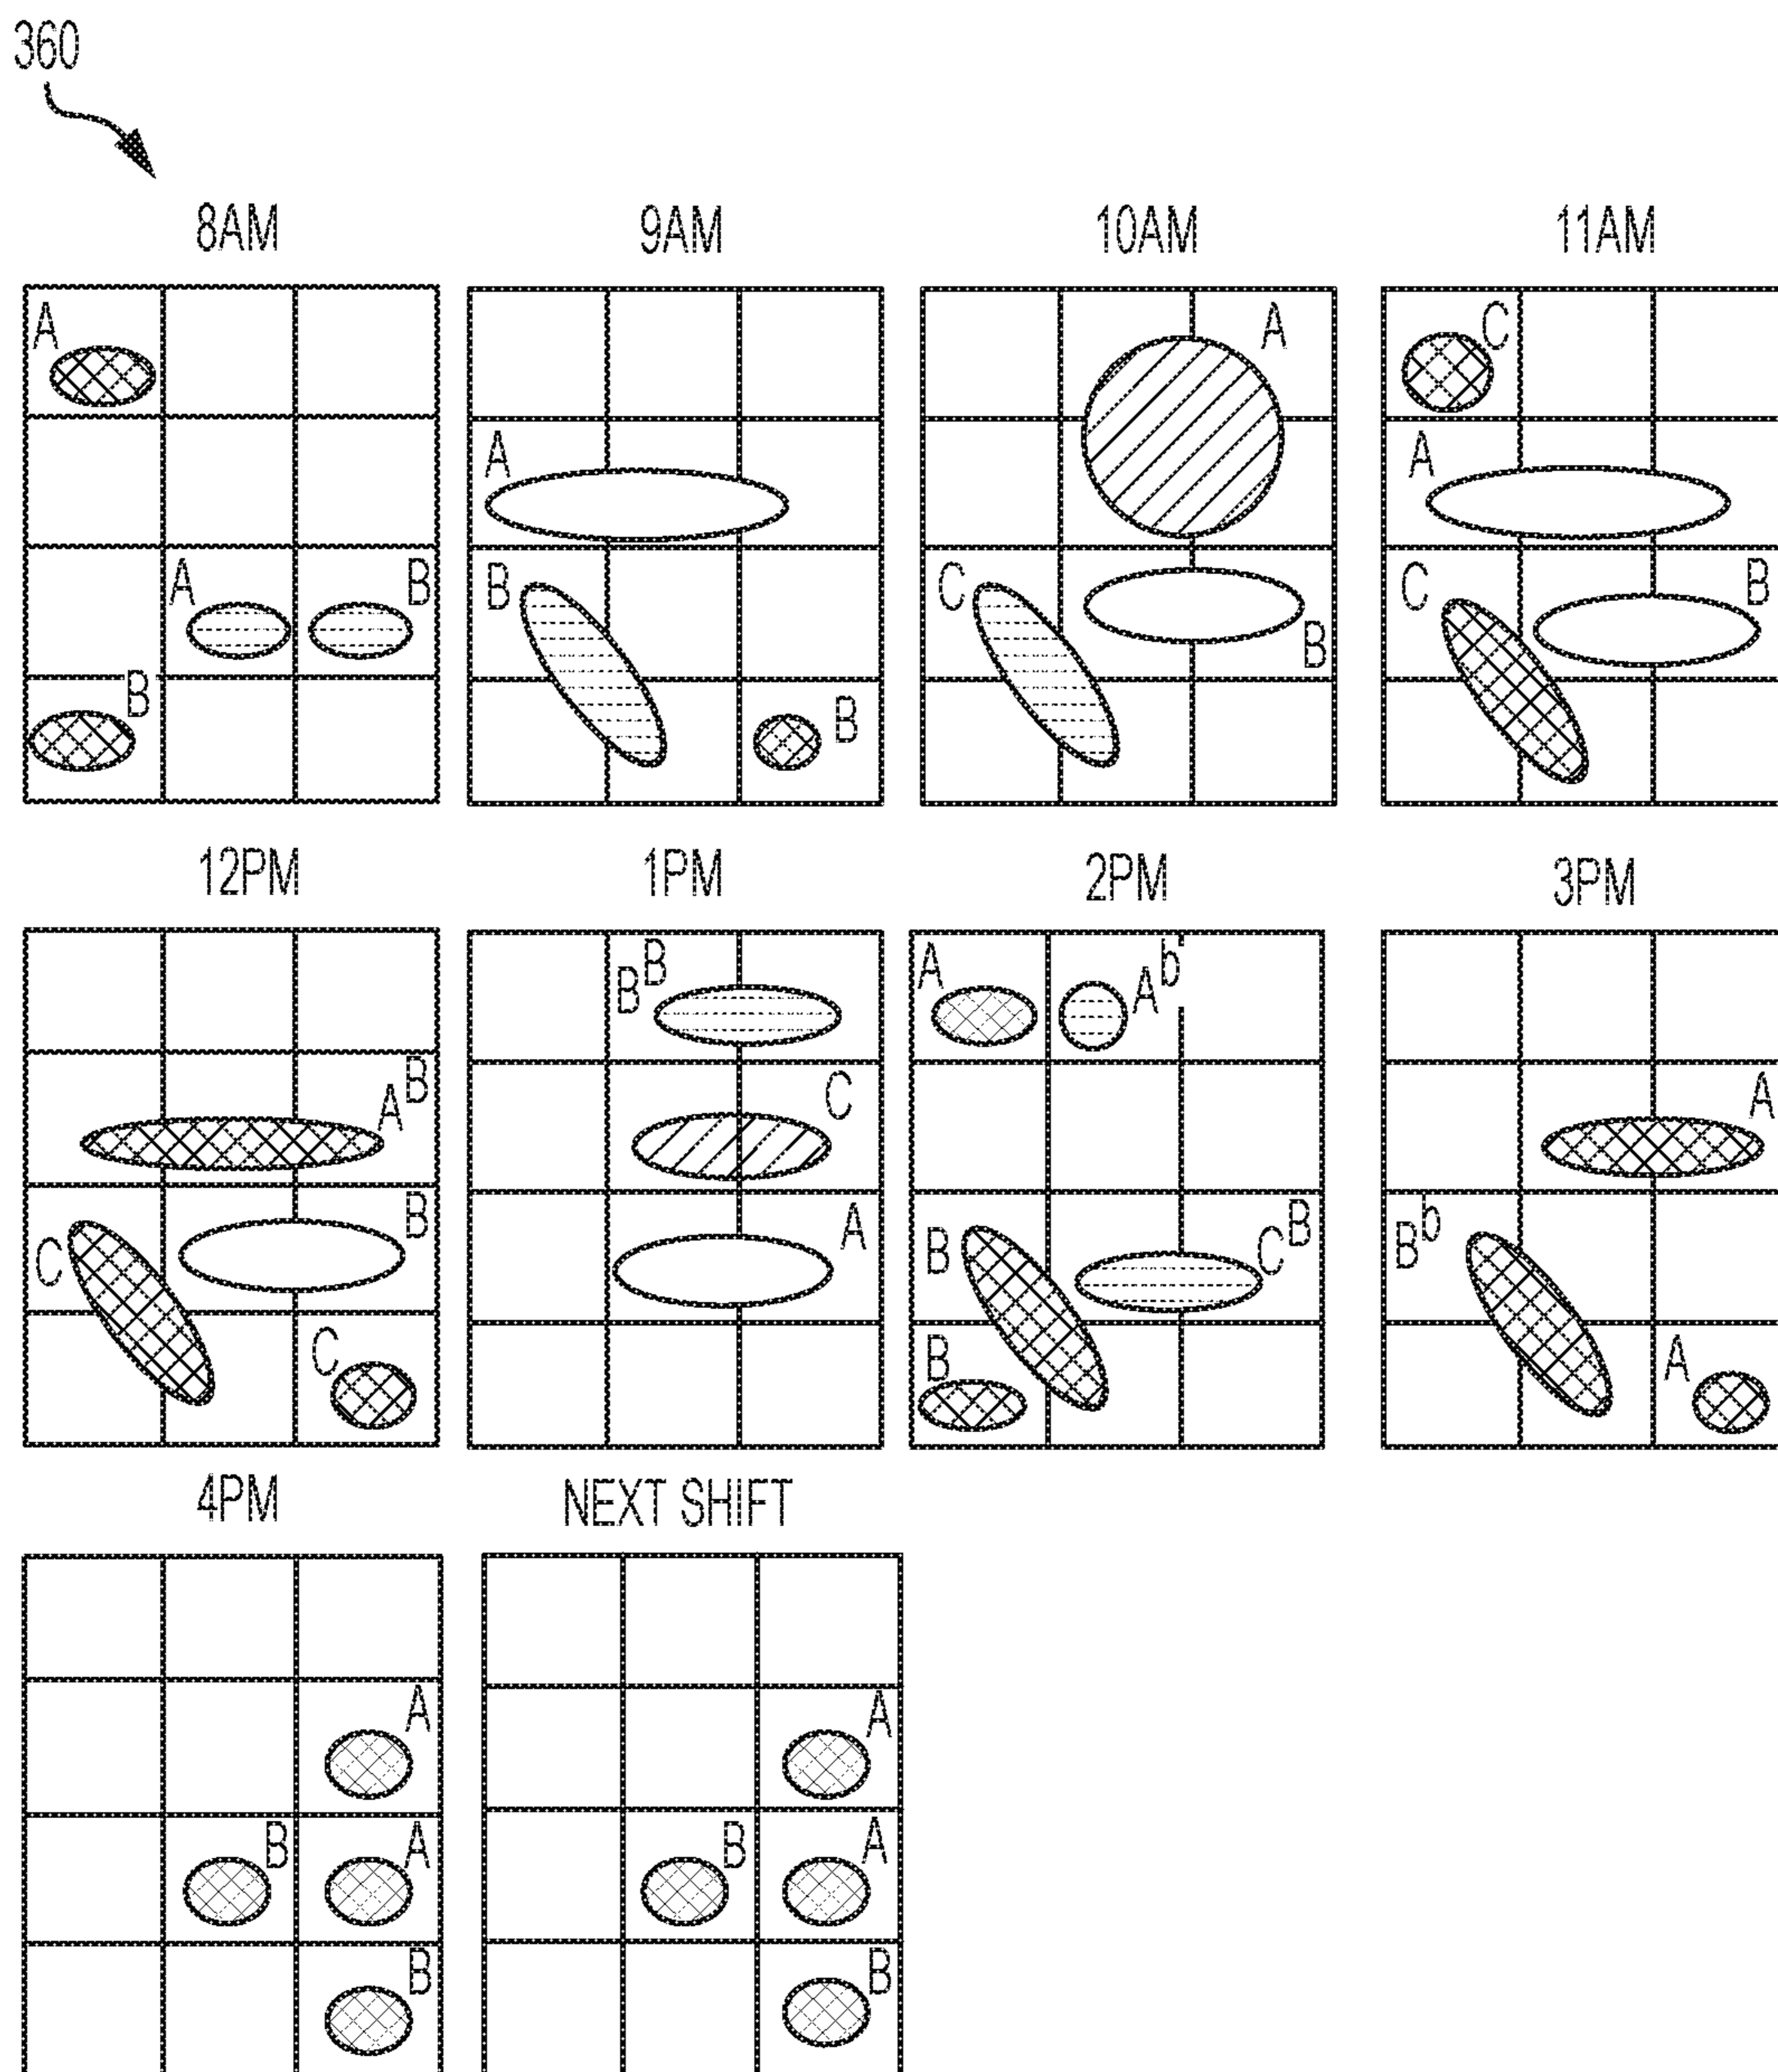 360
8AM 9AM 10AM 11AM
A A C
A A
A B B C B C B
B B
12PM 1PM 2PM 3PM
B B A A b
A B C A
C B A B C B B b
C B A
4PM NEXT SHIFT
A A
B A B A
B B